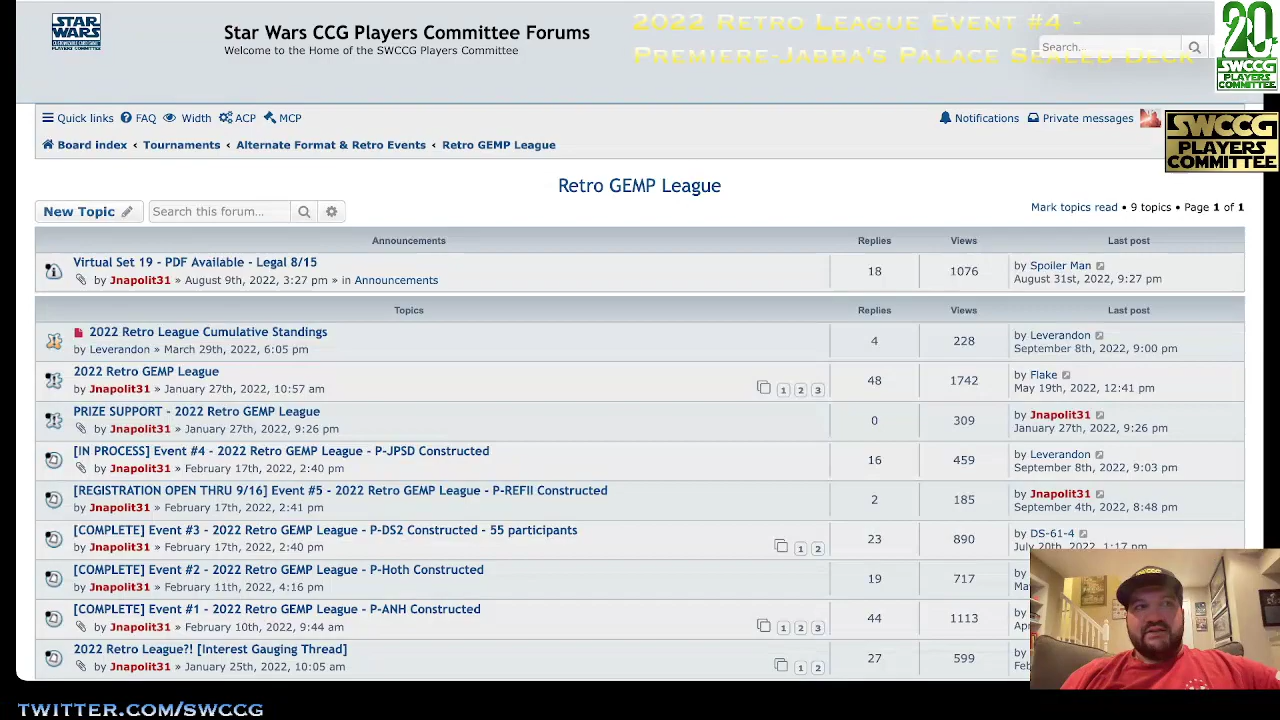 STAR WARS
Star Wars CCG Players Committee Forums
Welcome to the Home of the SWCCG Players Committee
2022 Retro League Event #4 -
Premiere-Jabba's Palace Sealed Deck
Search...
20
SWCCG
PLAYERS
COMMITTEE
Quick links FAQ Width ACP MCP
Notifications Private messages
SWCCG
PLAYERS
COMMITTEE
Board index ‹ Tournaments ‹ Alternate Format & Retro Events ‹ Retro GEMP League
Retro GEMP League
New Topic Search this forum...
Mark topics read • 9 topics • Page 1 of 1
Announcements Replies Views Last post
Virtual Set 19 - PDF Available - Legal 8/15
by Jnapolit31 » August 9th, 2022, 3:27 pm » in Announcements
18 1076
by Spoiler Man
August 31st, 2022, 9:27 pm
Topics Replies Views Last post
2022 Retro League Cumulative Standings
by Leverandon » March 29th, 2022, 6:05 pm
4 228
by Leverandon
September 8th, 2022, 9:00 pm
2022 Retro GEMP League
by Jnapolit31 » January 27th, 2022, 10:57 am
1 2 3
48 1742
by Flake
May 19th, 2022, 12:41 pm
PRIZE SUPPORT - 2022 Retro GEMP League
by Jnapolit31 » January 27th, 2022, 9:26 pm
0 309
by Jnapolit31
January 27th, 2022, 9:26 pm
[IN PROCESS] Event #4 - 2022 Retro GEMP League - P-JPSD Constructed
by Jnapolit31 » February 17th, 2022, 2:40 pm
16 459
by Leverandon
September 8th, 2022, 9:03 pm
[REGISTRATION OPEN THRU 9/16] Event #5 - 2022 Retro GEMP League - P-REFII Constructed
by Jnapolit31 » February 17th, 2022, 2:41 pm
2 185
by Jnapolit31
September 4th, 2022, 8:48 pm
[COMPLETE] Event #3 - 2022 Retro GEMP League - P-DS2 Constructed - 55 participants
by Jnapolit31 » February 17th, 2022, 2:40 pm
1 2
23 890
by DS-61-4
July 20th, 2022, 1:17 pm
[COMPLETE] Event #2 - 2022 Retro GEMP League - P-Hoth Constructed
by Jnapolit31 » February 11th, 2022, 4:16 pm
19 717
by
[COMPLETE] Event #1 - 2022 Retro GEMP League - P-ANH Constructed
by Jnapolit31 » February 10th, 2022, 9:44 am
1 2 3
44 1113
by
2022 Retro League?! [Interest Gauging Thread]
by Jnapolit31 » January 25th, 2022, 10:05 am
1 2
27 599
by
TWITTER.COM/SWCCG